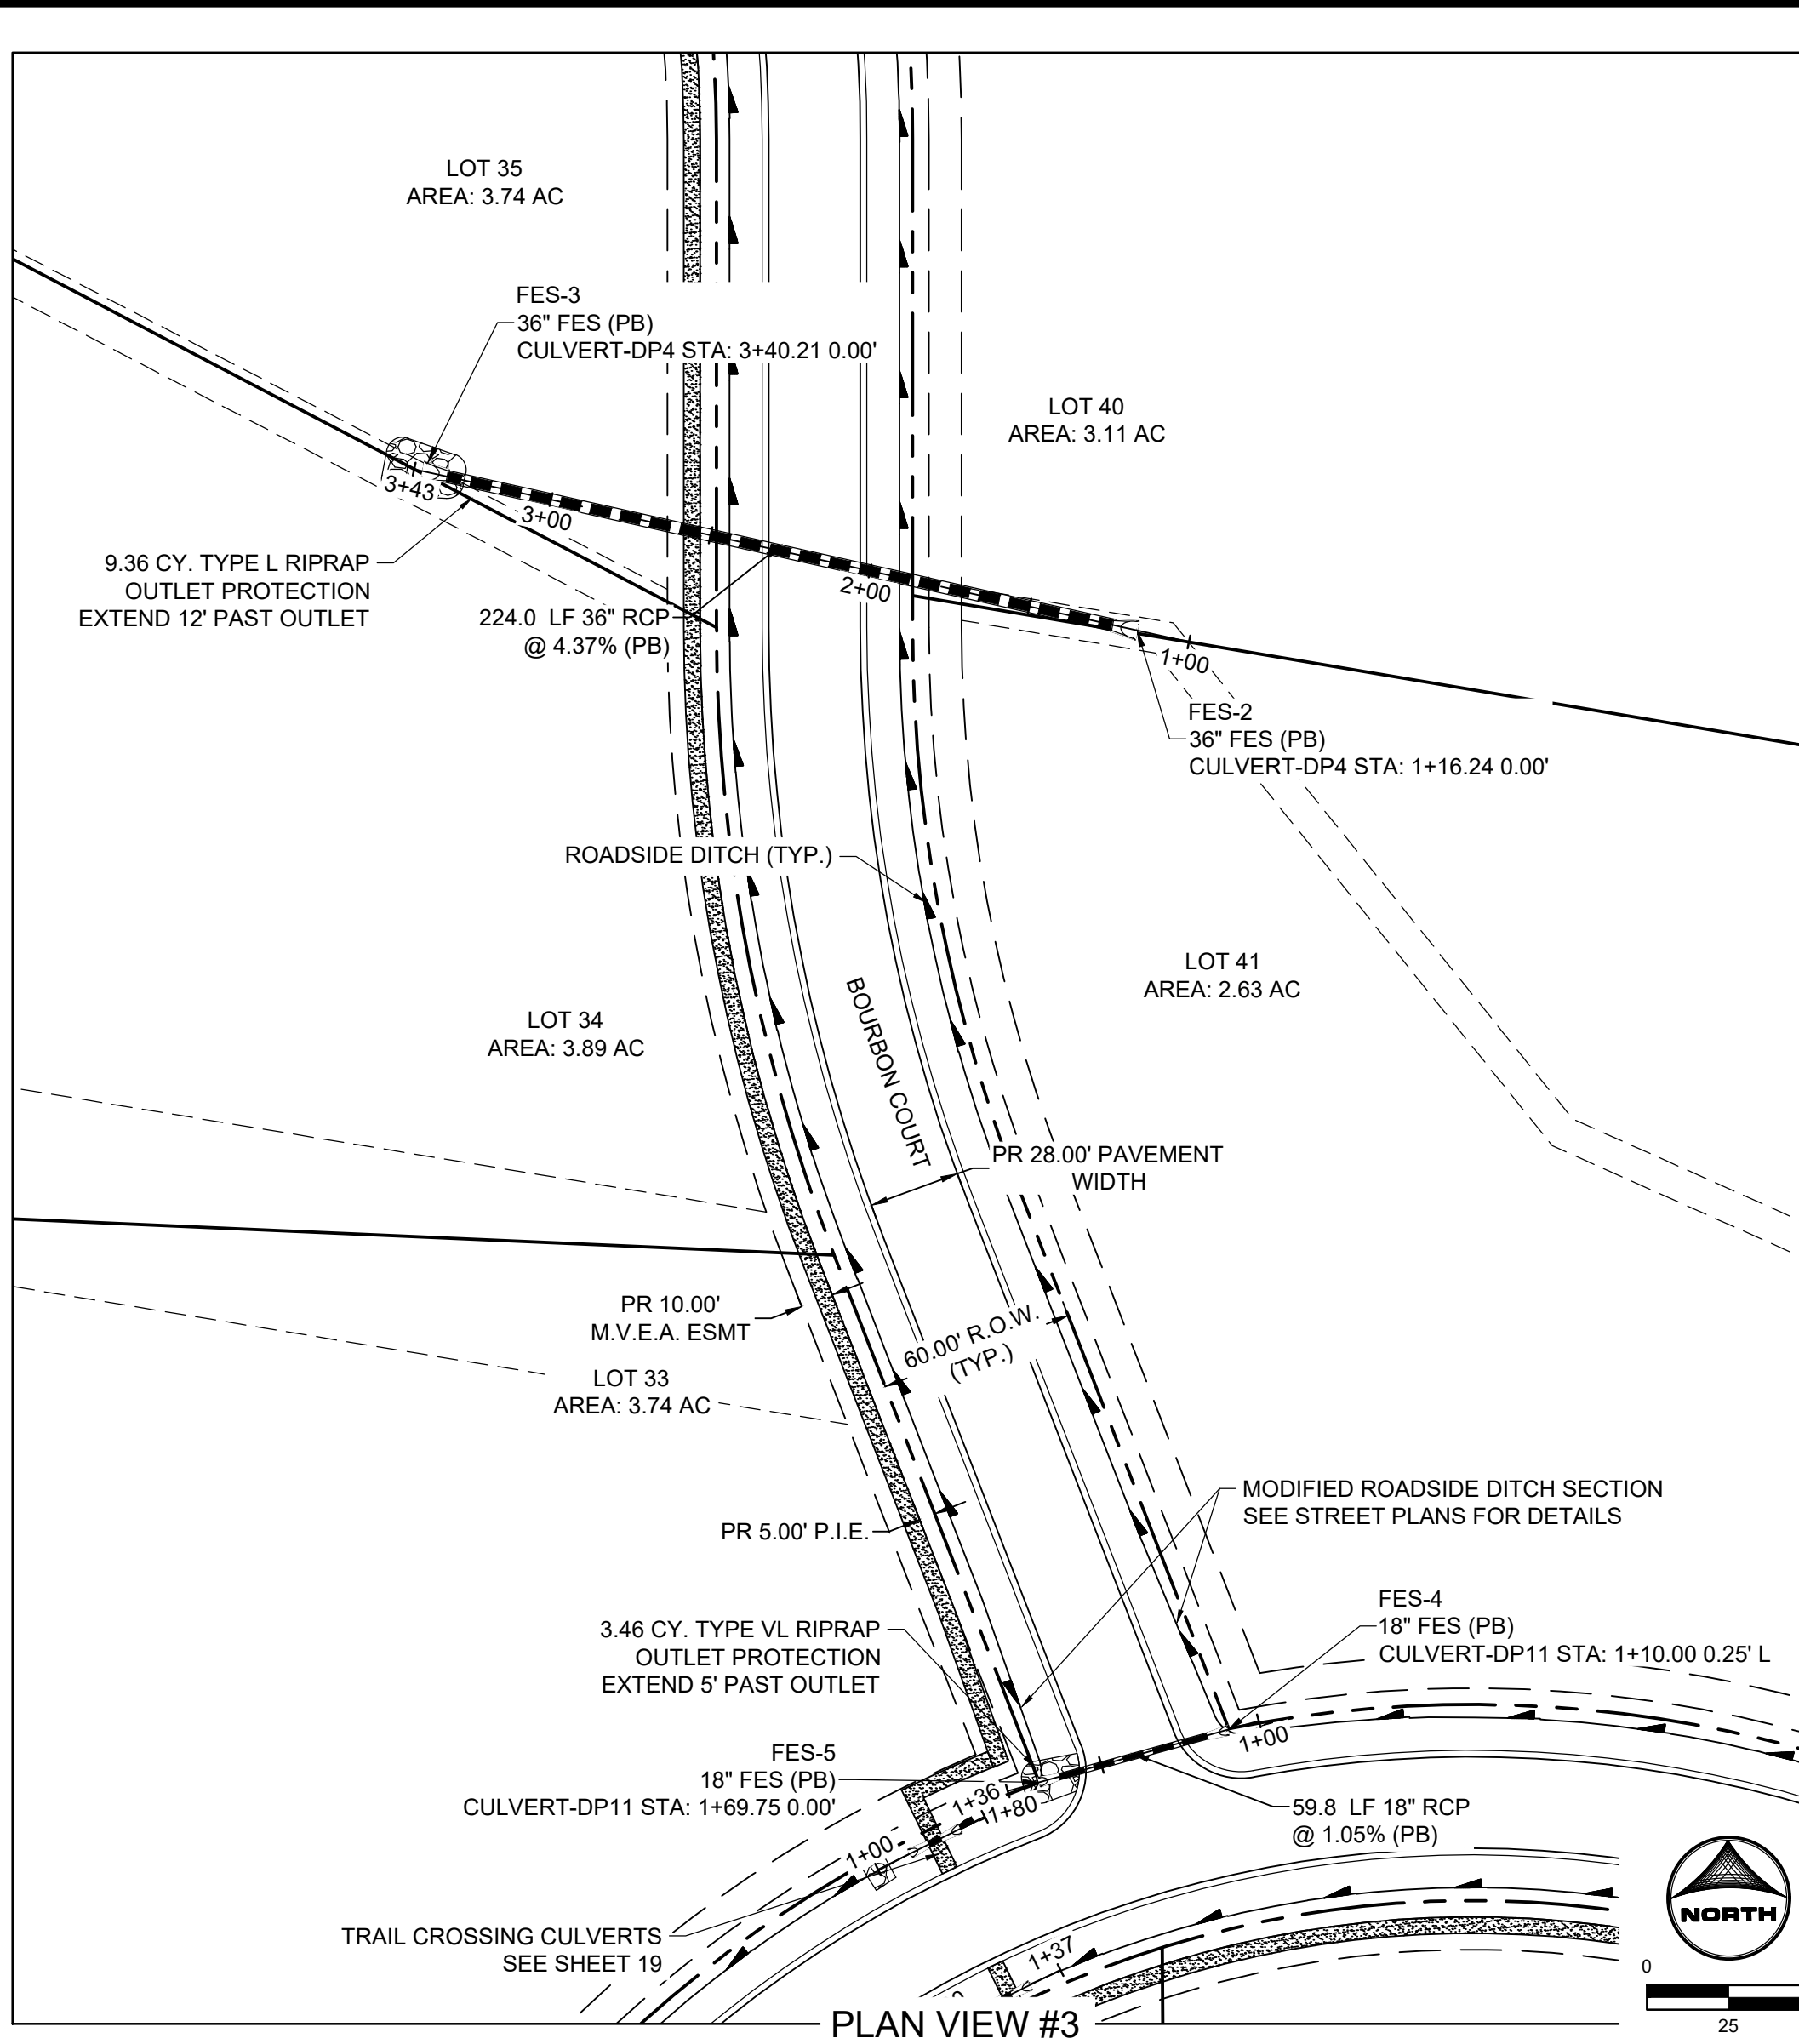 LOT 35
AREA: 3.74 AC
FES-3
36" FES (PB)
CULVERT-DP4 STA: 3+40.21 0.00'
LOT 40
AREA: 3.11 AC
3+43
3+00
2+00
1+00
9.36 CY. TYPE L RIPRAP
OUTLET PROTECTION
EXTEND 12' PAST OUTLET
224.0 LF 36" RCP
@ 4.37% (PB)
FES-2
36" FES (PB)
CULVERT-DP4 STA: 1+16.24 0.00'
ROADSIDE DITCH (TYP.)
LOT 41
AREA: 2.63 AC
LOT 34
AREA: 3.89 AC
BOURBON COURT
PR 28.00' PAVEMENT
WIDTH
PR 10.00'
M.V.E.A. ESMT
60.00' R.O.W.
(TYP.)
LOT 33
AREA: 3.74 AC
MODIFIED ROADSIDE DITCH SECTION
SEE STREET PLANS FOR DETAILS
PR 5.00' P.I.E.
FES-4
18" FES (PB)
CULVERT-DP11 STA: 1+10.00 0.25' L
3.46 CY. TYPE VL RIPRAP
OUTLET PROTECTION
EXTEND 5' PAST OUTLET
1+00
FES-5
18" FES (PB)
CULVERT-DP11 STA: 1+69.75 0.00'
1+36
1+80
59.8 LF 18" RCP
@ 1.05% (PB)
1+00
TRAIL CROSSING CULVERTS
SEE SHEET 19
1+37
NORTH
0
25
PLAN VIEW #3